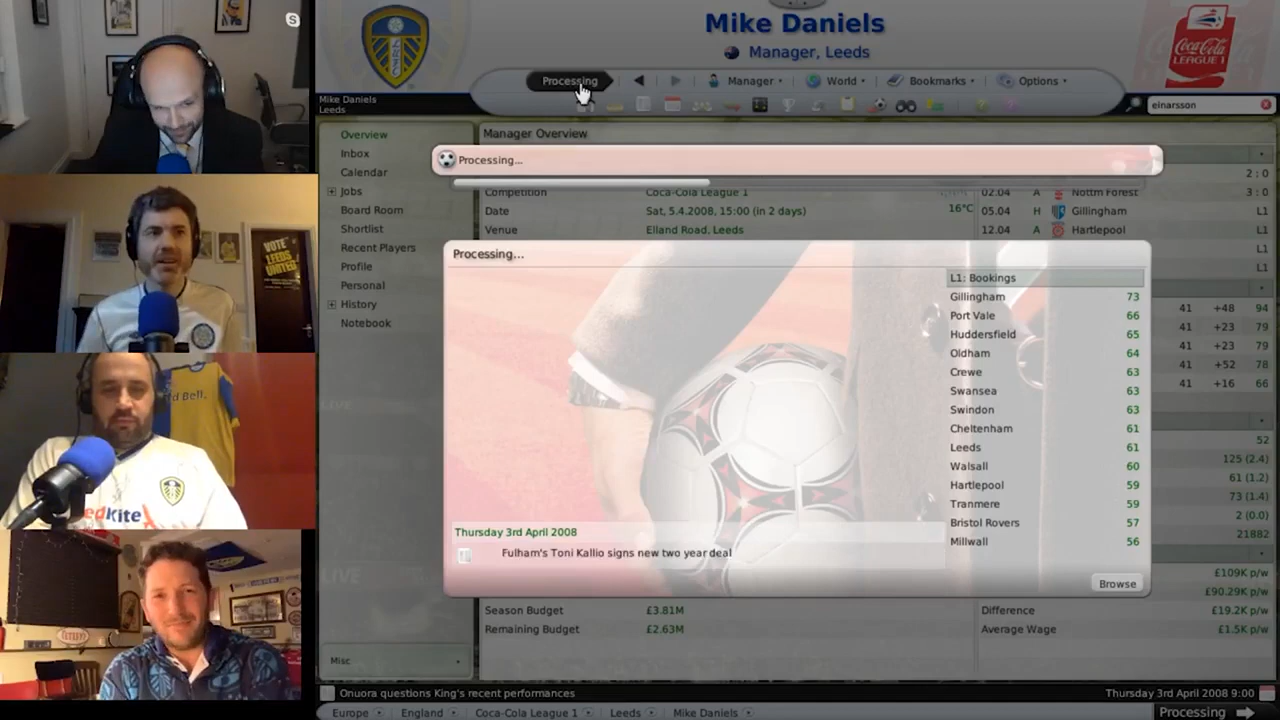 S
Mike Daniels
Manager, Leeds
Processing
Manager
World
Bookmarks
Options
Coca-Cola
LEAGUE 1
Mike Daniels
Leeds
einarsson
Overview
Inbox
Calendar
Jobs
Board Room
Shortlist
Recent Players
Profile
Personal
History
Notebook
Misc
Manager Overview
Processing...
2 : 0
Competition Coca-Cola League 1
02.04 A Nottm Forest 3 : 0
Date Sat, 5.4.2008, 15:00 (in 2 days) 16°C
05.04 H Gillingham L1
Venue Elland Road, Leeds
12.04 A Hartlepool L1
L1
L1
Processing...
L1: Bookings
Gillingham 73
Port Vale 66
Huddersfield 65
Oldham 64
Crewe 63
Swansea 63
Swindon 63
Cheltenham 61
Leeds 61
Walsall 60
Hartlepool 59
Tranmere 59
Bristol Rovers 57
Millwall 56
Thursday 3rd April 2008
Fulham's Toni Kallio signs new two year deal
Browse
41 +48 94
41 +23 79
41 +23 79
41 +52 78
41 +16 66
52
125 (2.4)
61 (1.2)
73 (1.4)
2 (0.0)
21882
£109K p/w
£90.29K p/w
Season Budget £3.81M
Difference £19.2K p/w
Remaining Budget £2.63M
Average Wage £1.5K p/w
Onuora questions King's recent performances
Thursday 3rd April 2008 9:00
Europe England Coca-Cola League 1 Leeds Mike Daniels
Processing
VOTE
LEEDS
UNITED
d Bell,
edKite
TETLEY'S
LIVE
LIVE